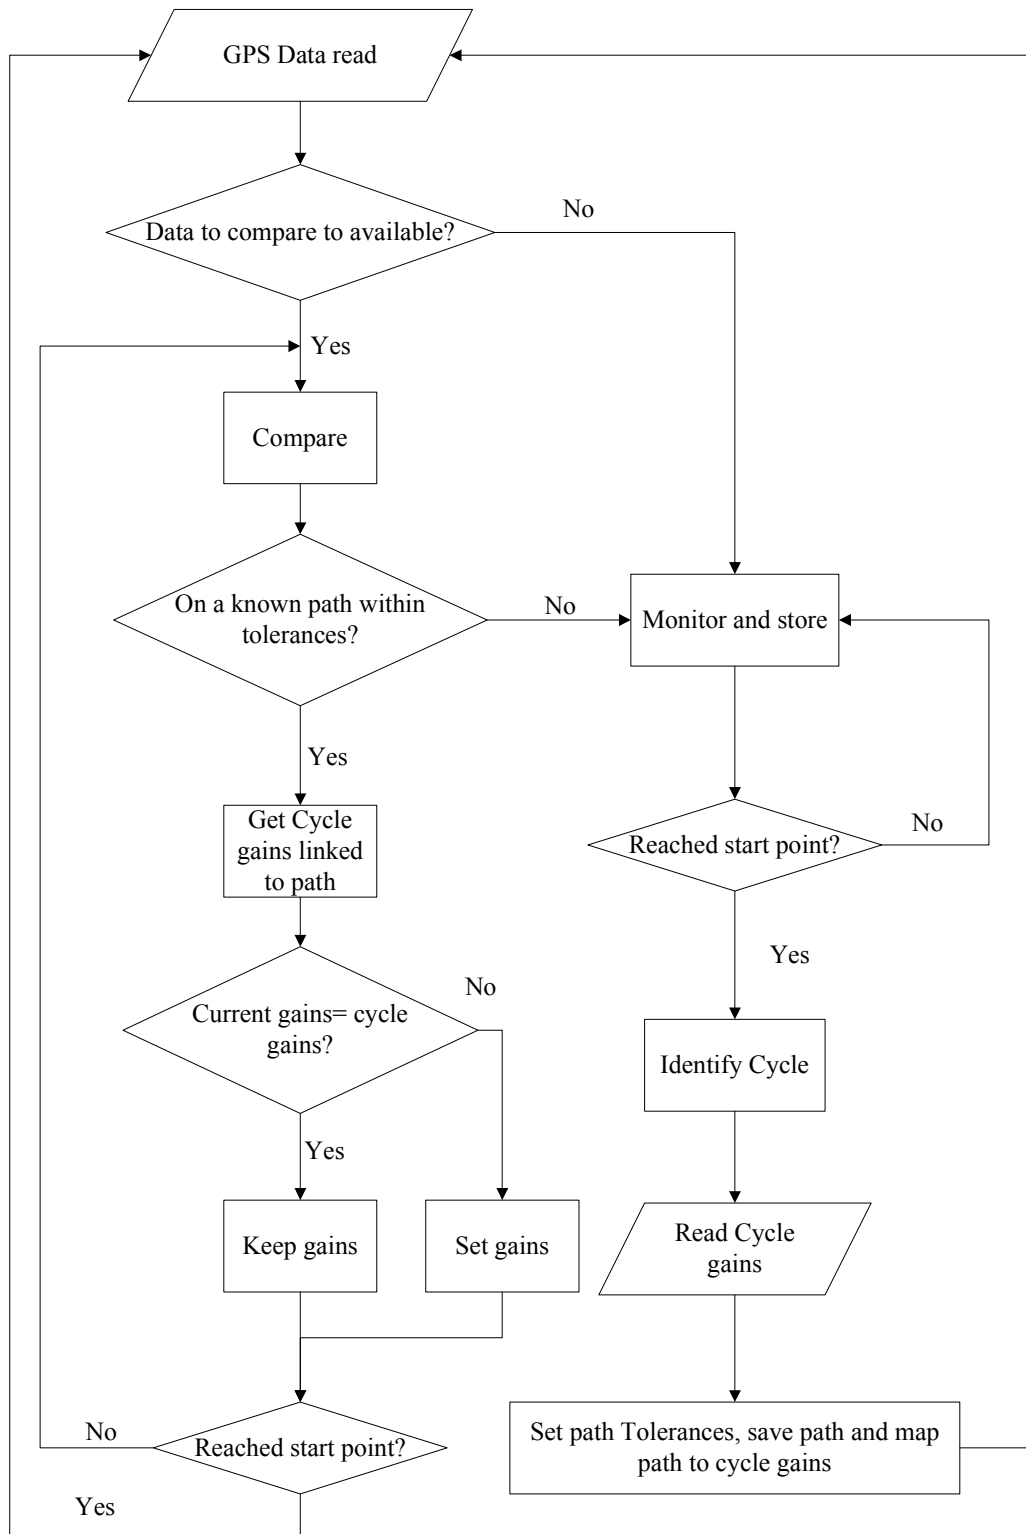 GPS Data read
Data to compare to available?
No
Yes
Compare
On a known path within
tolerances?
No
Monitor and store
Yes
Get Cycle
gains linked
to path
Reached start point?
No
Yes
Current gains= cycle
gains?
No
Identify Cycle
Yes
Keep gains
Set gains
Read Cycle
gains
Set path Tolerances, save path and map
path to cycle gains
Reached start point?
No
Yes